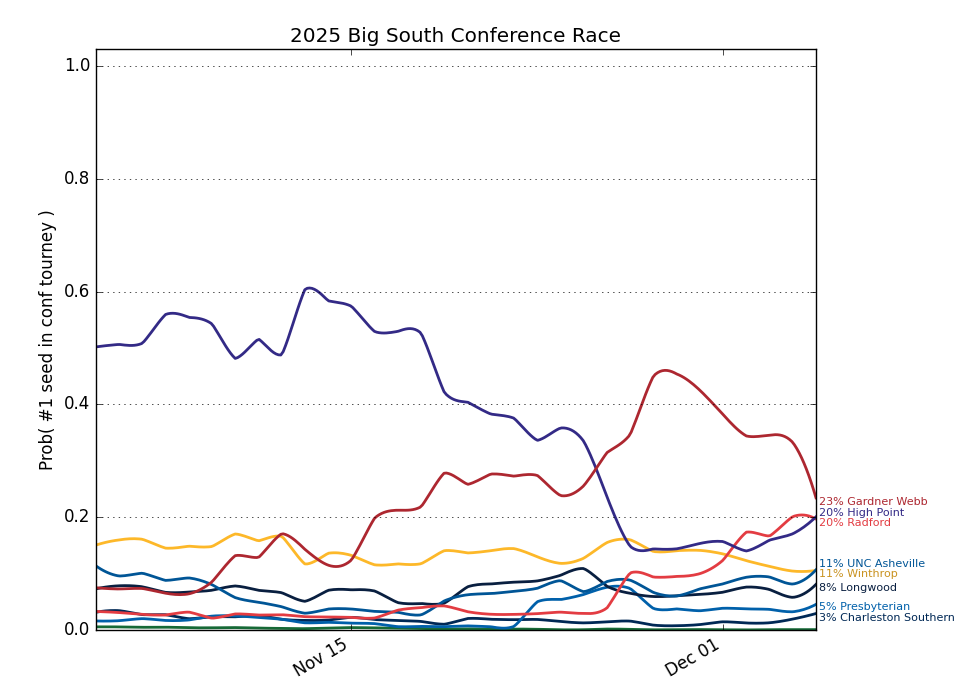 2025 Big South Conference Race
Prob( #1 seed in conf tourney )
1.0
0.8
0.6
0.4
0.2
0.0
Nov 15
Dec 01
23% Gardner Webb
20% High Point
20% Radford
11% UNC Asheville
11% Winthrop
8% Longwood
5% Presbyterian
3% Charleston Southern